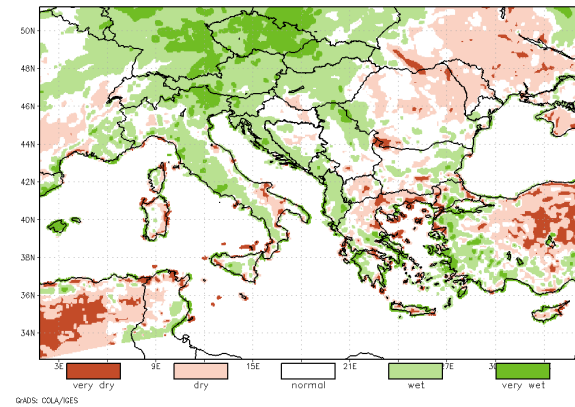 50N
48N
46N
44N
42N
40N
38N
36N
34N
3E 9E 15E 21E 27E
very dry dry normal wet very wet
GrADS: COLA/IGES